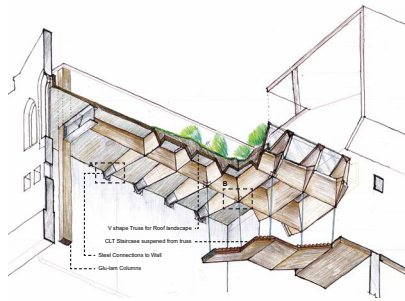 A
B
V shape Truss for Roof landscape
CLT Staircase suspened from truss
Steel Connections to Wall
Glu-lam Columns